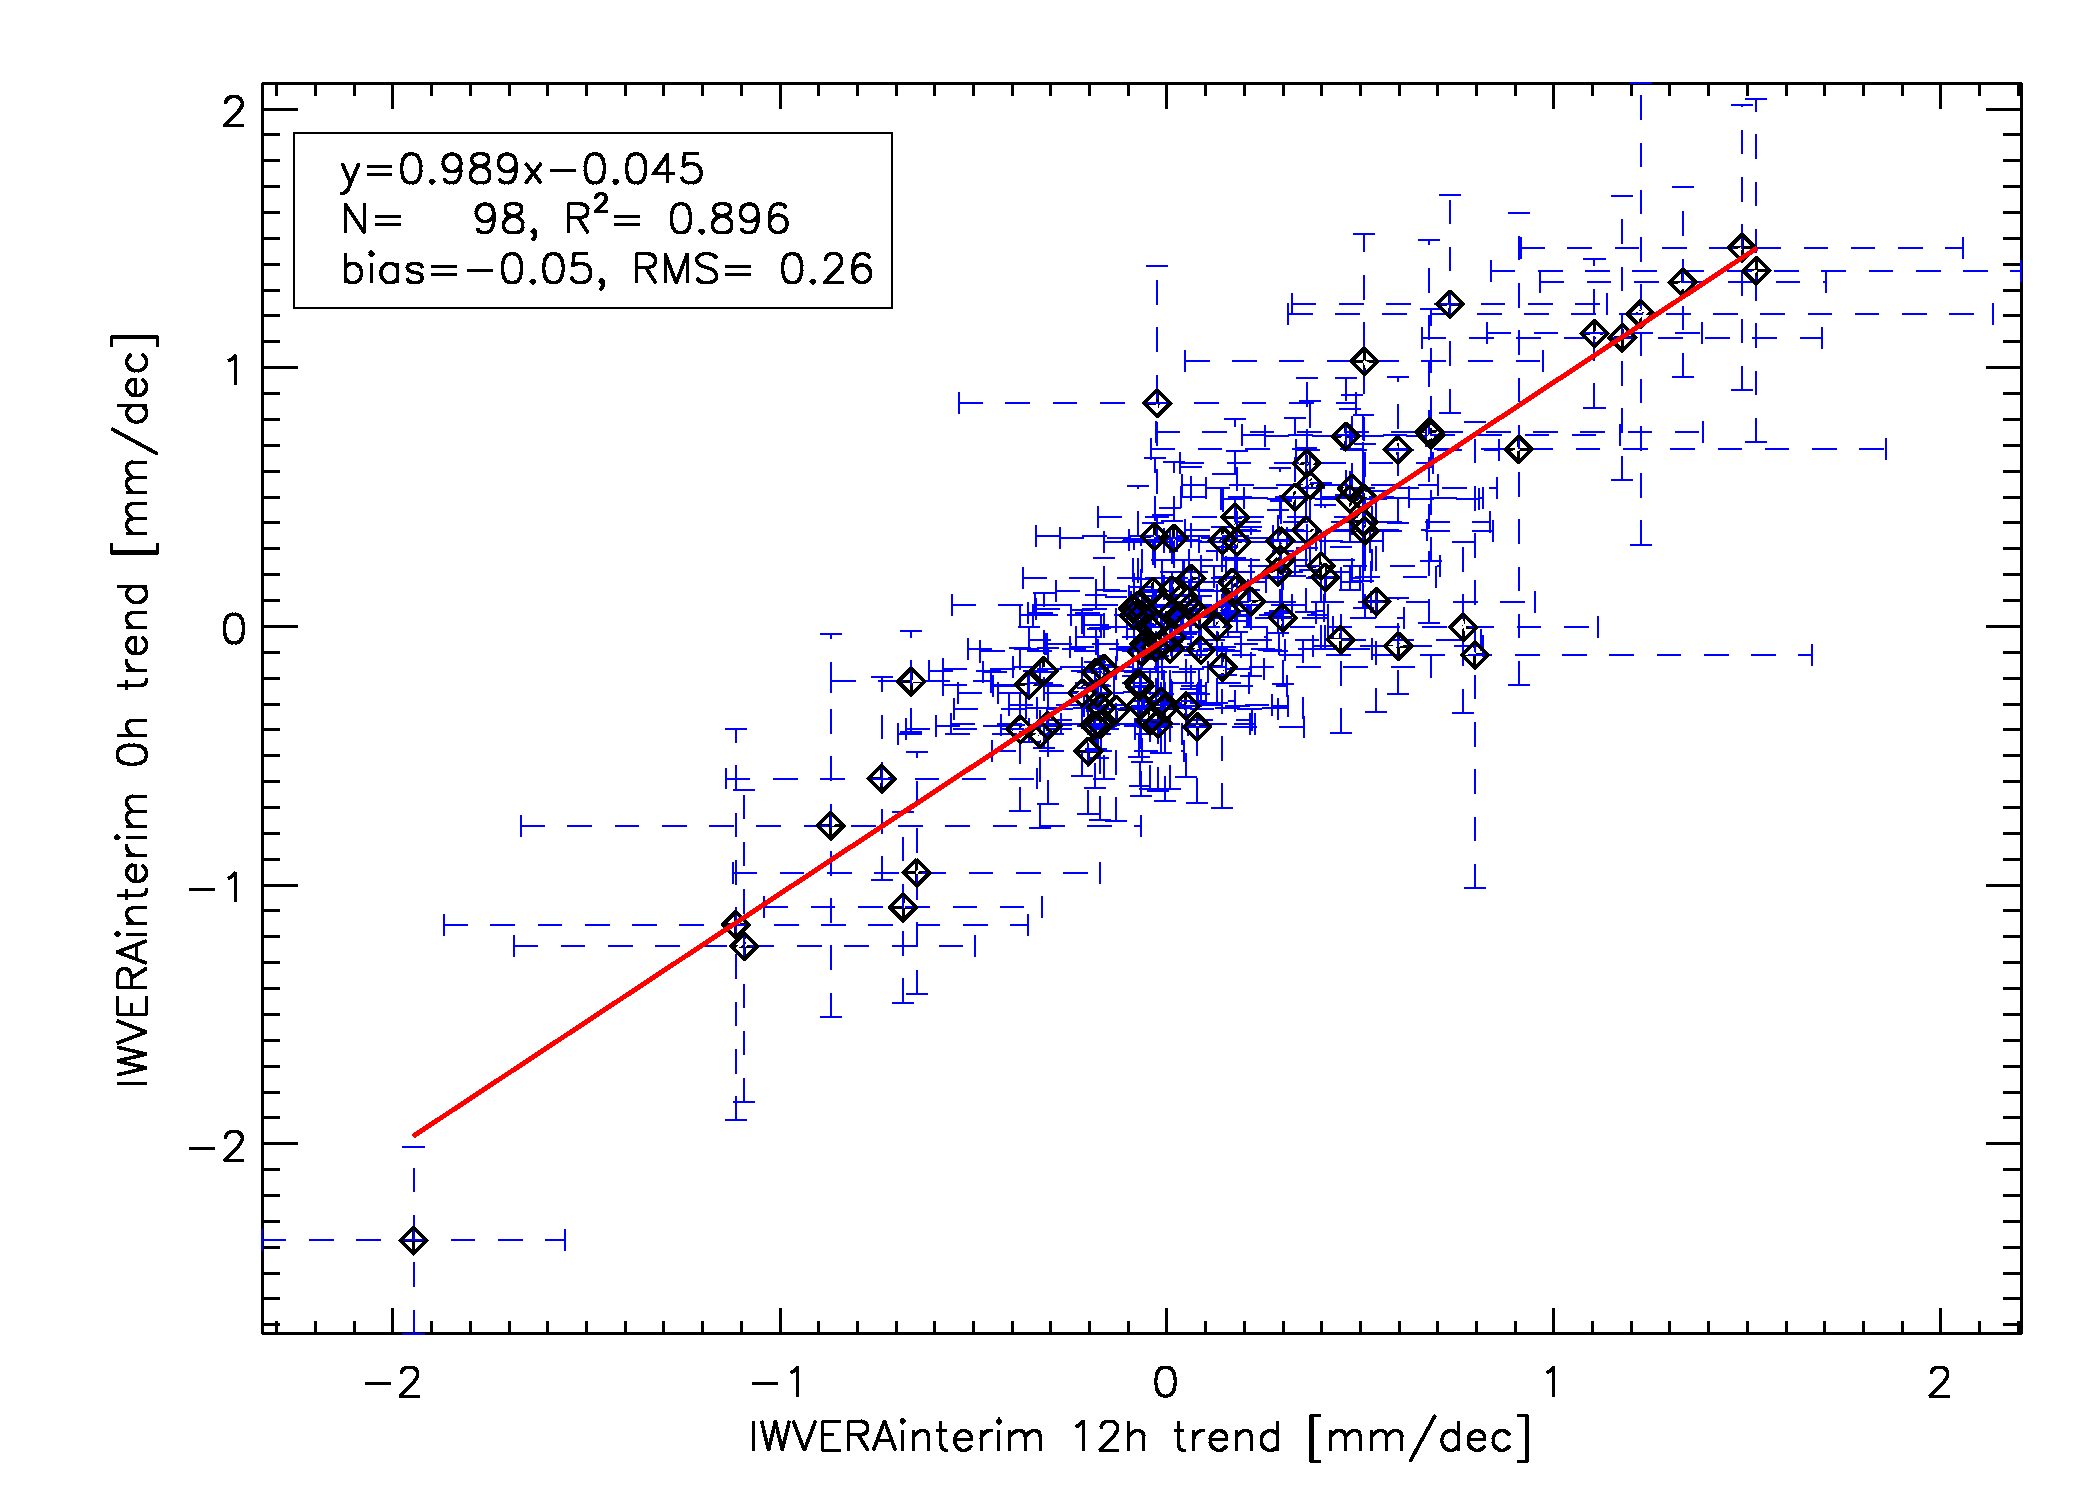 y=0.989x−0.045
N= 98, R²= 0.896
bias=−0.05, RMS= 0.26
2
1
0
−1
−2
IWVERAinterim 0h trend [mm/dec]
−2 −1 0 1 2
IWVERAinterim 12h trend [mm/dec]